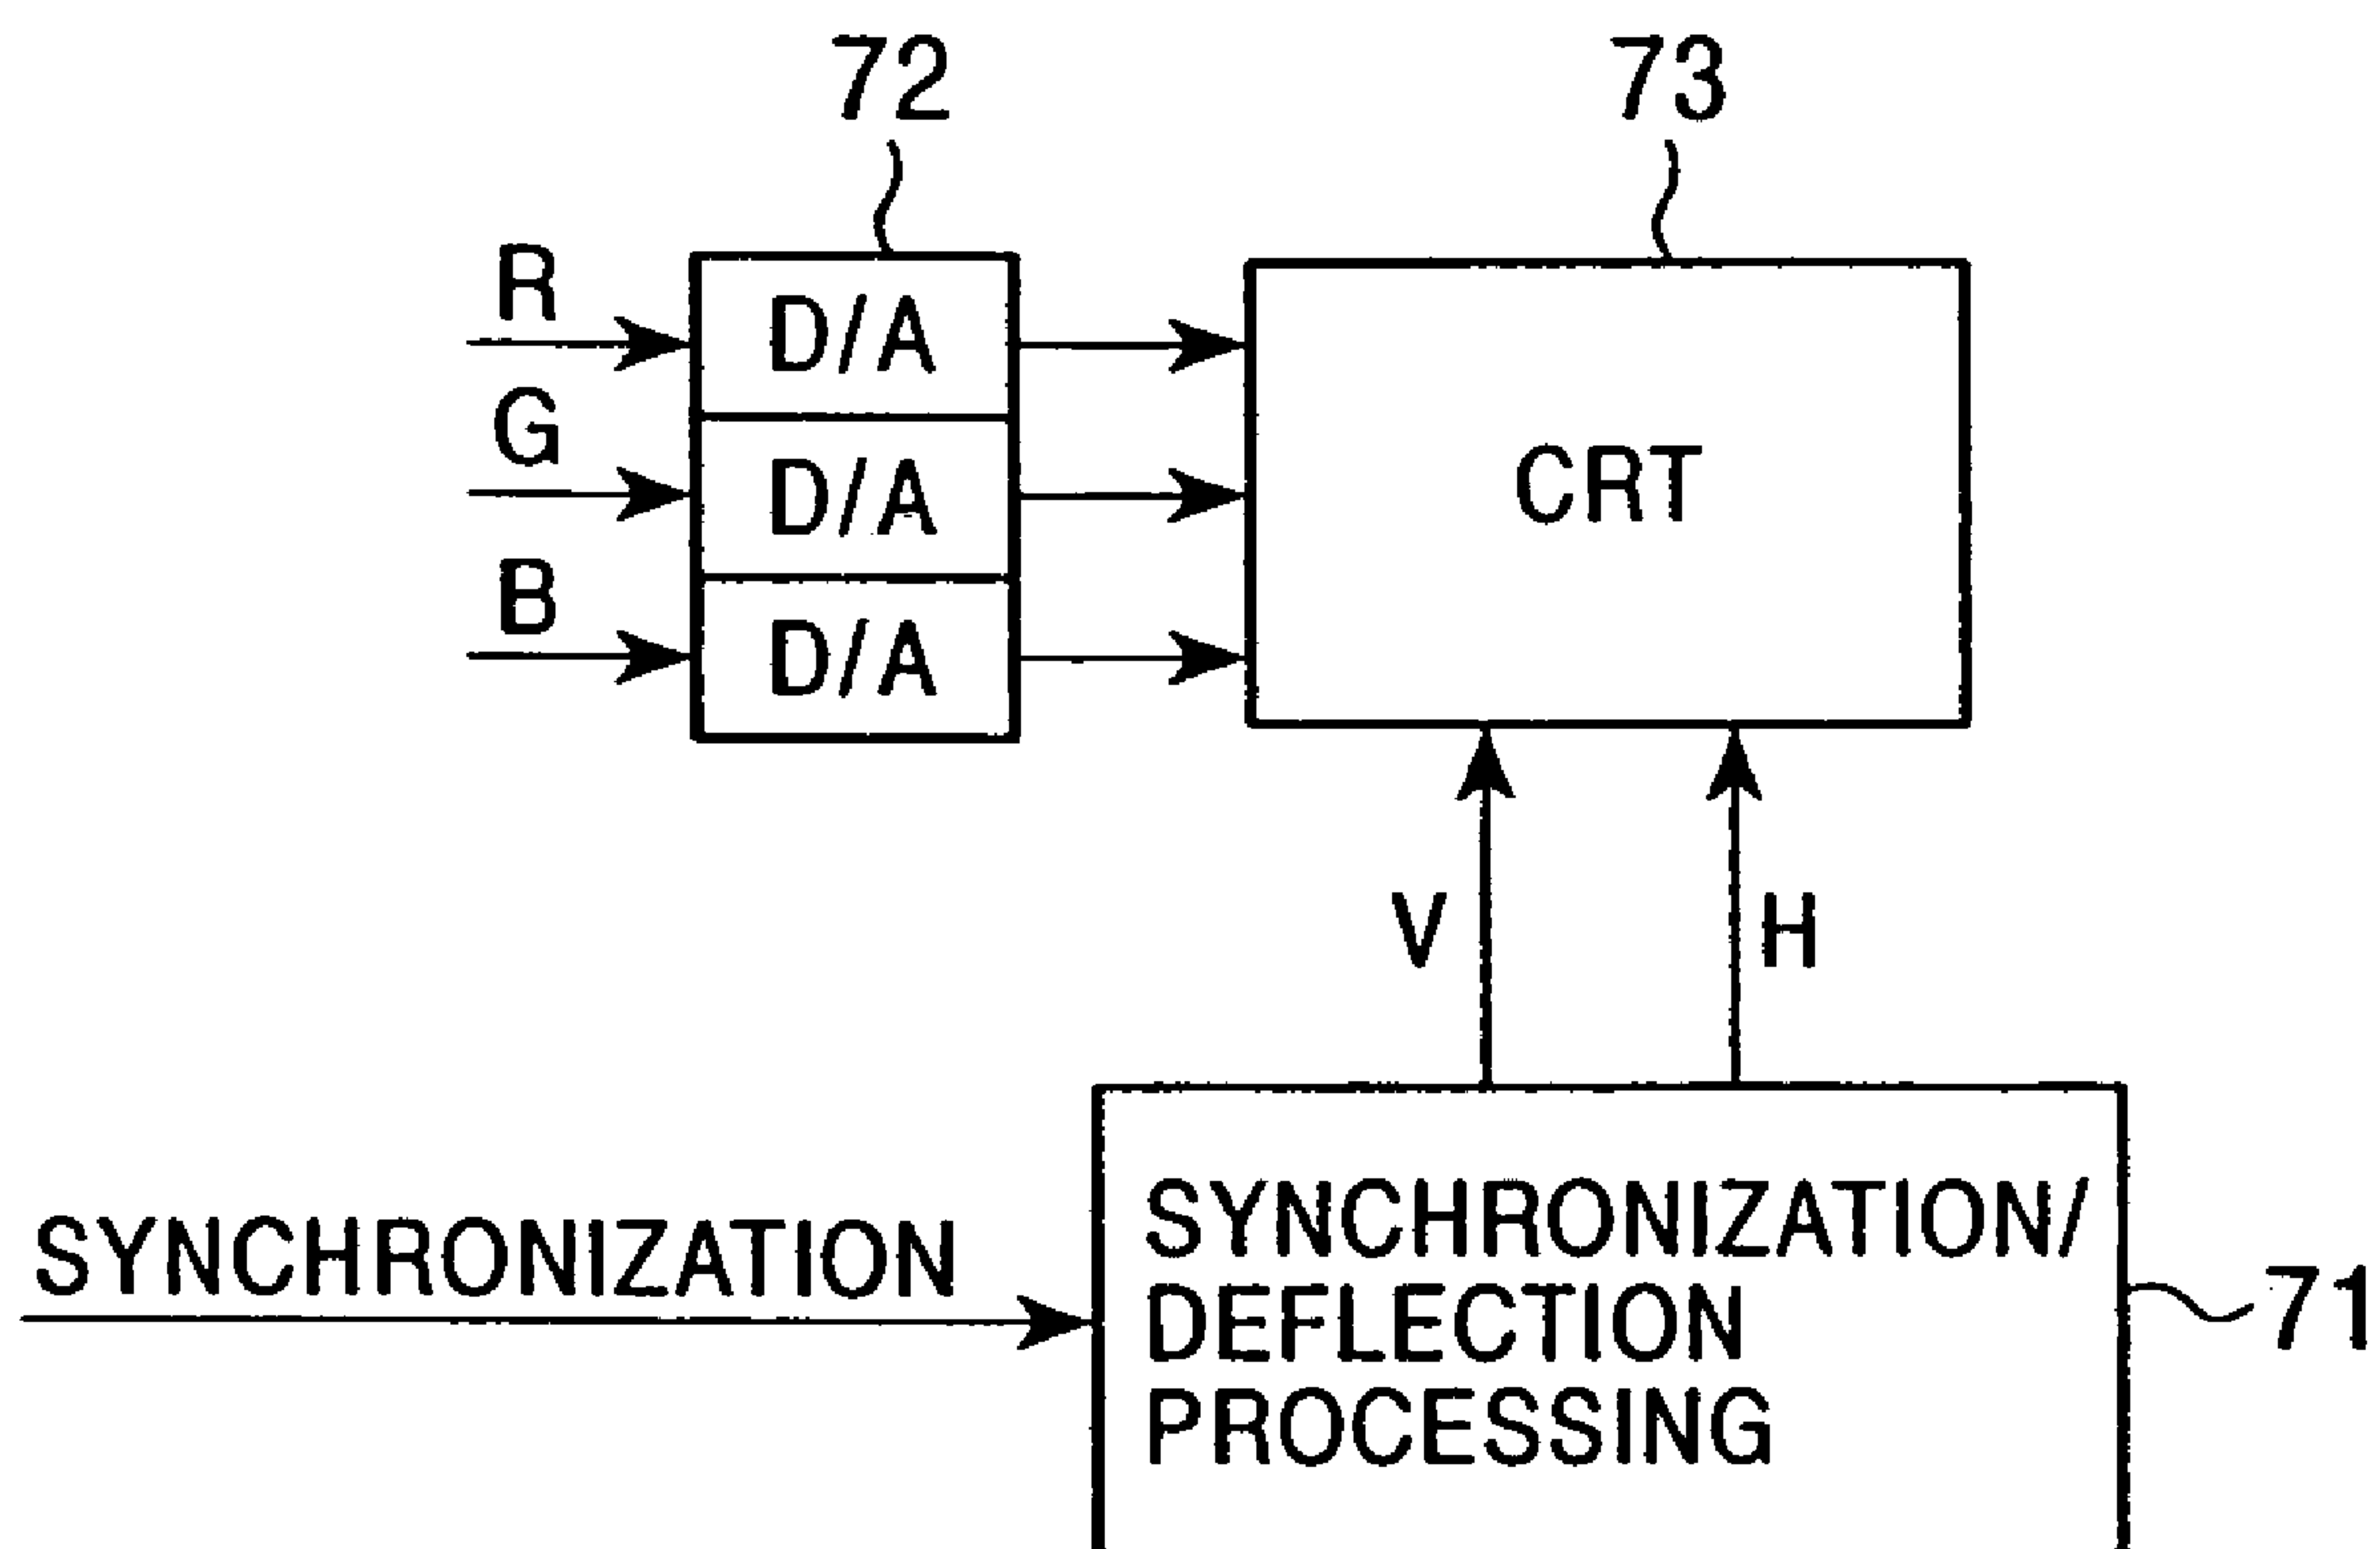 72
73
R
D/A
G
D/A
CRT
B
D/A
V
H
SYNCHRONIZATION
SYNCHRONIZATION/
DEFLECTION
PROCESSING
71